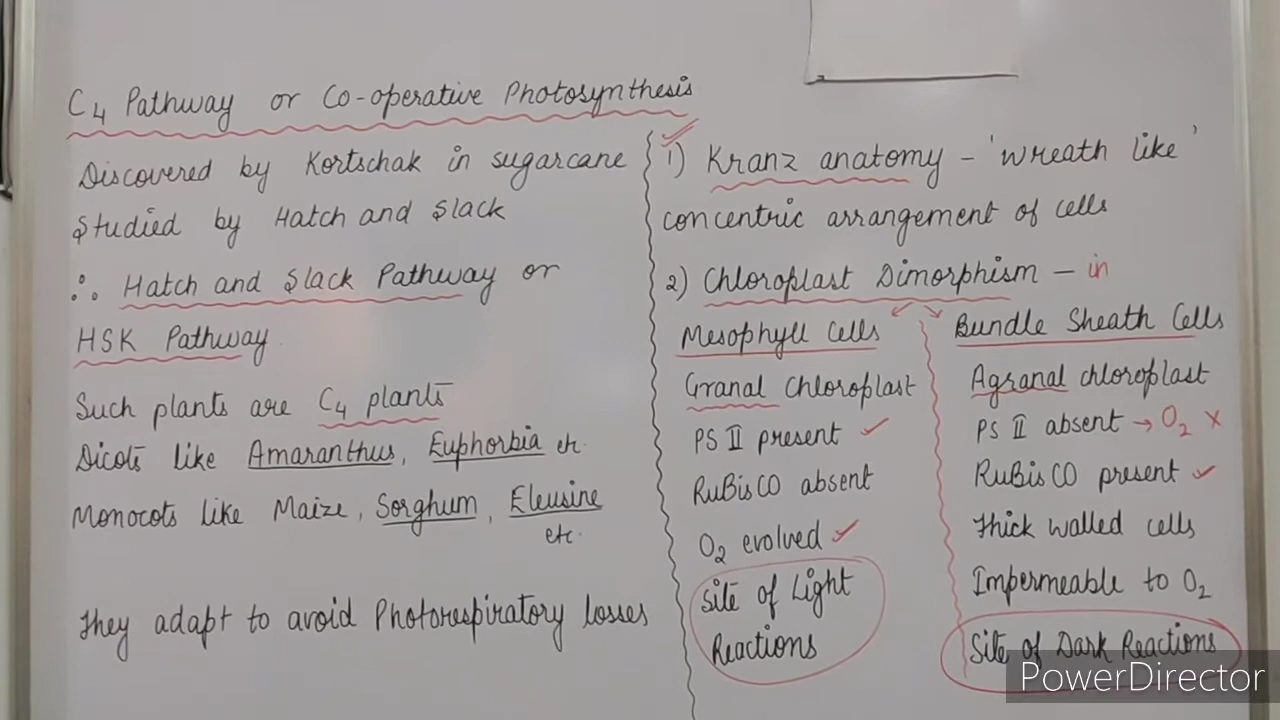 C4 Pathway or Co-operative Photosynthesis
Discovered by Kortschak in sugarcane
Studied by Hatch and Slack
∴ Hatch and Slack Pathway or
HSK Pathway
Such plants are C4 plants
Dicots like Amaranthus, Euphorbia etc.
Monocots like Maize, Sorghum, Eleusine
etc.
They adapt to avoid Photorespiratory losses
1) Kranz anatomy - 'wreath like'
concentric arrangement of cells
2) Chloroplast Dimorphism - in
Mesophyll Cells
Granal Chloroplast
PS II present ✓
RuBisCO absent
O2 evolved ✓
Site of Light
Reactions
Bundle Sheath Cells
Agranal chloroplast
PS II absent → O2 ×
RuBisCO present ✓
Thick walled cells
Impermeable to O2
Site of Dark Reactions
PowerDirector